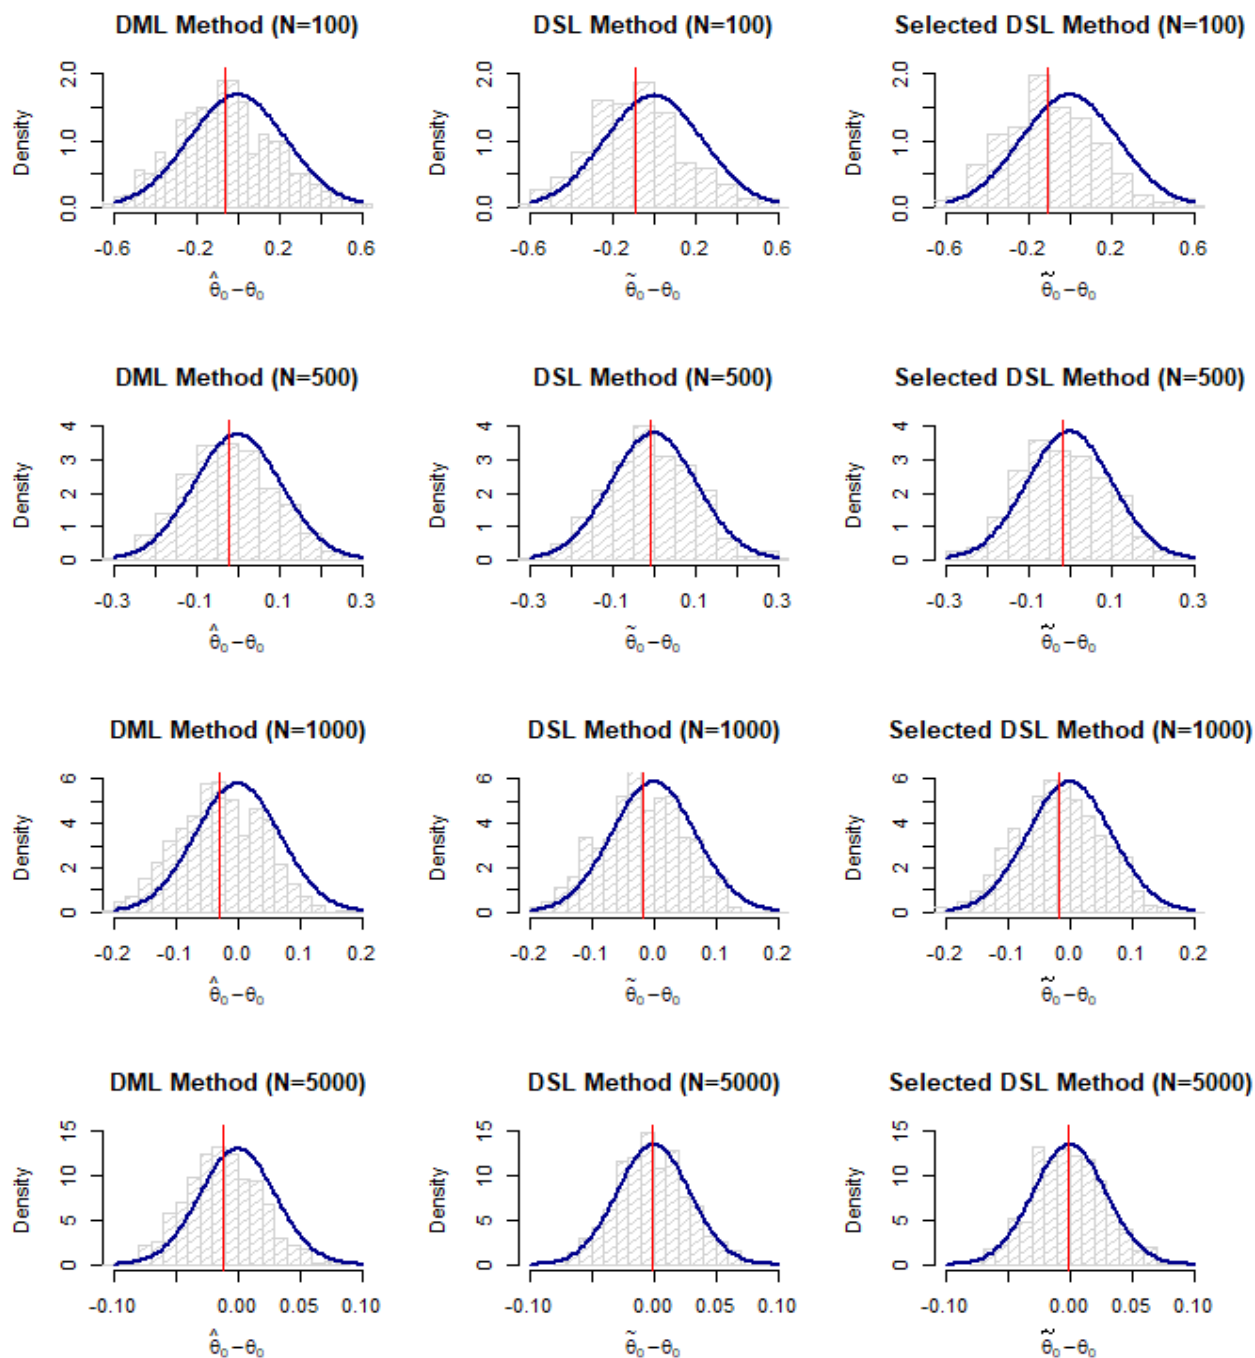 DML Method (N=100)
DSL Method (N=100)
Selected DSL Method (N=100)
Density
0.0 1.0 2.0
-0.6 -0.2 0.2 0.6
θ̂₀−θ₀
Density
0.0 1.0 2.0
-0.6 -0.2 0.2 0.6
θ̃₀−θ₀
Density
0.0 1.0 2.0
-0.6 -0.2 0.2 0.6
θ̃̃₀−θ₀
DML Method (N=500)
DSL Method (N=500)
Selected DSL Method (N=500)
Density
0 1 2 3 4
-0.3 -0.1 0.1 0.3
θ̂₀−θ₀
Density
0 1 2 3 4
-0.3 -0.1 0.1 0.3
θ̃₀−θ₀
Density
0 1 2 3 4
-0.3 -0.1 0.1 0.3
θ̃̃₀−θ₀
DML Method (N=1000)
DSL Method (N=1000)
Selected DSL Method (N=1000)
Density
0 2 4 6
-0.2 -0.1 0.0 0.1 0.2
θ̂₀−θ₀
Density
0 2 4 6
-0.2 -0.1 0.0 0.1 0.2
θ̃₀−θ₀
Density
0 2 4 6
-0.2 -0.1 0.0 0.1 0.2
θ̃̃₀−θ₀
DML Method (N=5000)
DSL Method (N=5000)
Selected DSL Method (N=5000)
Density
0 5 10 15
-0.10 0.00 0.05 0.10
θ̂₀−θ₀
Density
0 5 10 15
-0.10 0.00 0.05 0.10
θ̃₀−θ₀
Density
0 5 10 15
-0.10 0.00 0.05 0.10
θ̃̃₀−θ₀